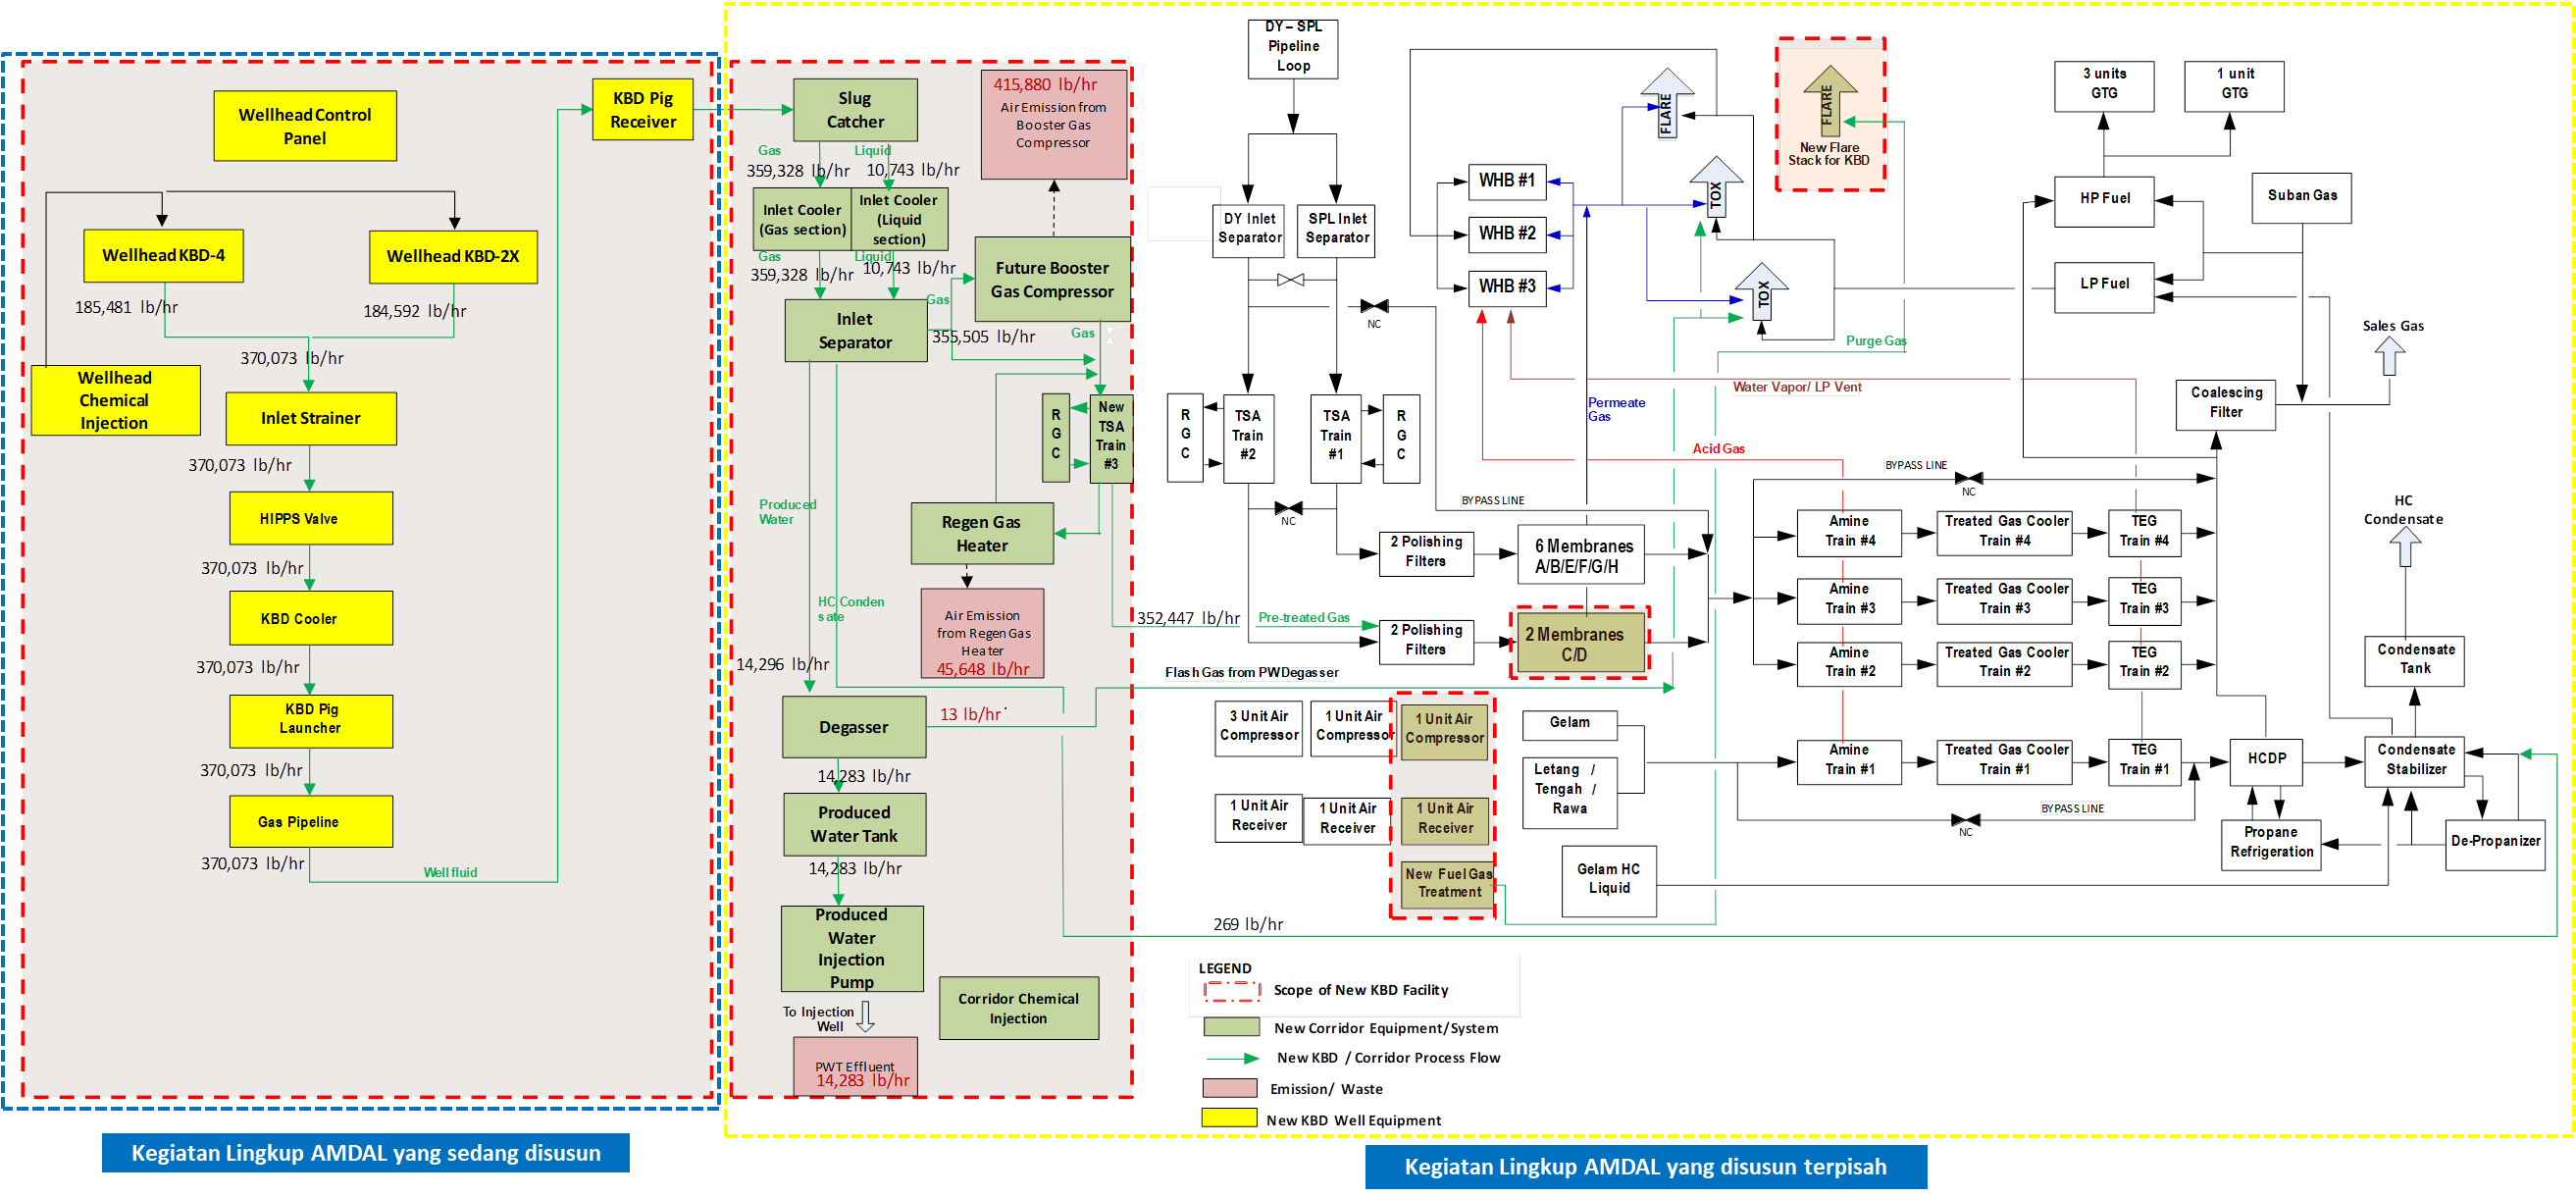 Wellhead Control
Panel
KBD Pig
Receiver
Wellhead KBD-4
Wellhead KBD-2X
185,481 lb/hr
184,592 lb/hr
370,073 lb/hr
Wellhead
Chemical
Injection
Inlet Strainer
370,073 lb/hr
HIPPS Valve
370,073 lb/hr
KBD Cooler
370,073 lb/hr
KBD Pig
Launcher
370,073 lb/hr
Gas Pipeline
370,073 lb/hr
Well fluid
Kegiatan Lingkup AMDAL yang sedang disusun
Slug
Catcher
Gas
Liquid
359,328 lb/hr
10,743 lb/hr
Inlet Cooler
(Gas section)
Inlet Cooler
(Liquid
section)
Gas
Liquid
359,328 lb/hr
10,743 lb/hr
Inlet
Separator
415,880 lb/hr
Air Emission from
Booster Gas
Compressor
Future Booster
Gas Compressor
Gas
355,505 lb/hr
Gas
R
G
C
New
TSA
Train
#3
Produced
Water
Regen Gas
Heater
HC Conden
sate
Air Emission
from Regen Gas
Heater
45,648 lb/hr
14,296 lb/hr
352,447 lb/hr
Pre-treated Gas
Flash Gas from PWDegasser
Degasser
13 lb/hr
14,283 lb/hr
Produced
Water Tank
14,283 lb/hr
Produced
Water
Injection
Pump
To Injection
Well
PWT Effluent
14,283 lb/hr
Corridor Chemical
Injection
DY – SPL
Pipeline
Loop
DY Inlet
Separator
SPL Inlet
Separator
NC
R
G
C
TSA
Train
#2
TSA
Train
#1
R
G
C
NC
BYPASS LINE
2 Polishing
Filters
6 Membranes
A/B/E/F/G/H
2 Polishing
Filters
2 Membranes
C/D
WHB #1
WHB #2
WHB #3
FLARE
TOX
TOX
FLARE
New Flare
Stack for KBD
Purge Gas
Water Vapor/ LP Vent
Permeate
Gas
Acid Gas
3 units
GTG
1 unit
GTG
HP Fuel
LP Fuel
Suban Gas
Sales Gas
Coalescing
Filter
BYPASS LINE
NC
HC
Condensate
Amine
Train #4
Treated Gas Cooler
Train #4
TEG
Train #4
Amine
Train #3
Treated Gas Cooler
Train #3
TEG
Train #3
Amine
Train #2
Treated Gas Cooler
Train #2
TEG
Train #2
Condensate
Tank
Amine
Train #1
Treated Gas Cooler
Train #1
TEG
Train #1
HCDP
Condensate
Stabilizer
BYPASS LINE
NC
Propane
Refrigeration
De-Propanizer
3 Unit Air
Compressor
1 Unit Air
Compressor
1 Unit Air
Compressor
1 Unit Air
Receiver
1 Unit Air
Receiver
1 Unit Air
Receiver
New Fuel Gas
Treatment
Gelam
Letang /
Tengah /
Rawa
Gelam HC
Liquid
269 lb/hr
LEGEND
Scope of New KBD Facility
New Corridor Equipment/System
New KBD / Corridor Process Flow
Emission/ Waste
New KBD Well Equipment
Kegiatan Lingkup AMDAL yang disusun terpisah